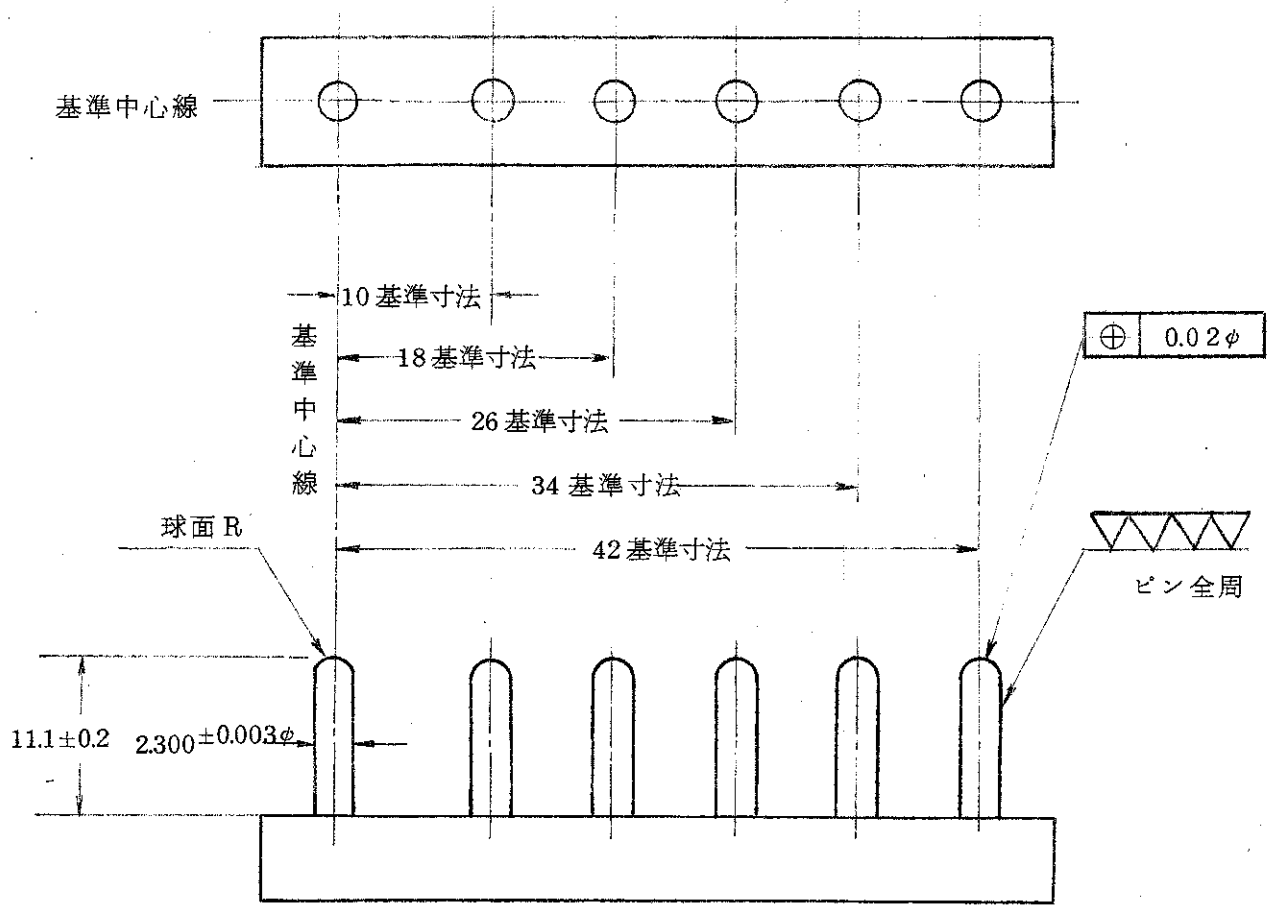 基準中心線
10基準寸法
基準中心線
18基準寸法
⌖ 0.02φ
26基準寸法
34基準寸法
球面R
42基準寸法
ピン全周
11.1±0.2
2.300±0.003φ